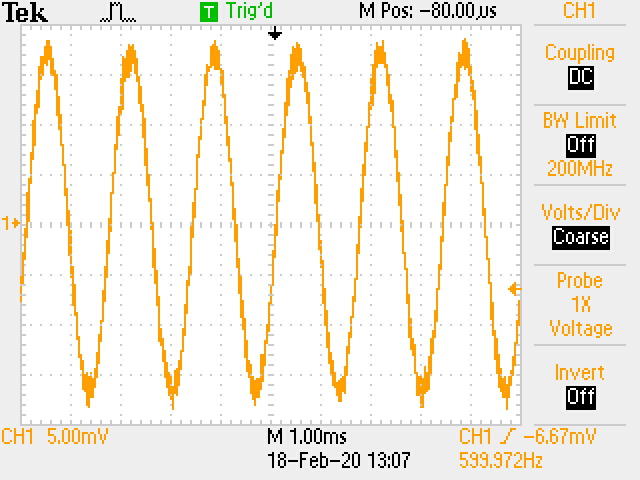 Tek T Trig'd M Pos: -80.00µs CH1
Coupling
DC
BW Limit
Off
200MHz
1
Volts/Div
Coarse
Probe
1X
Voltage
Invert
Off
CH1 5.00mV M 1.00ms CH1 -6.67mV
18-Feb-20 13:07 599.972Hz